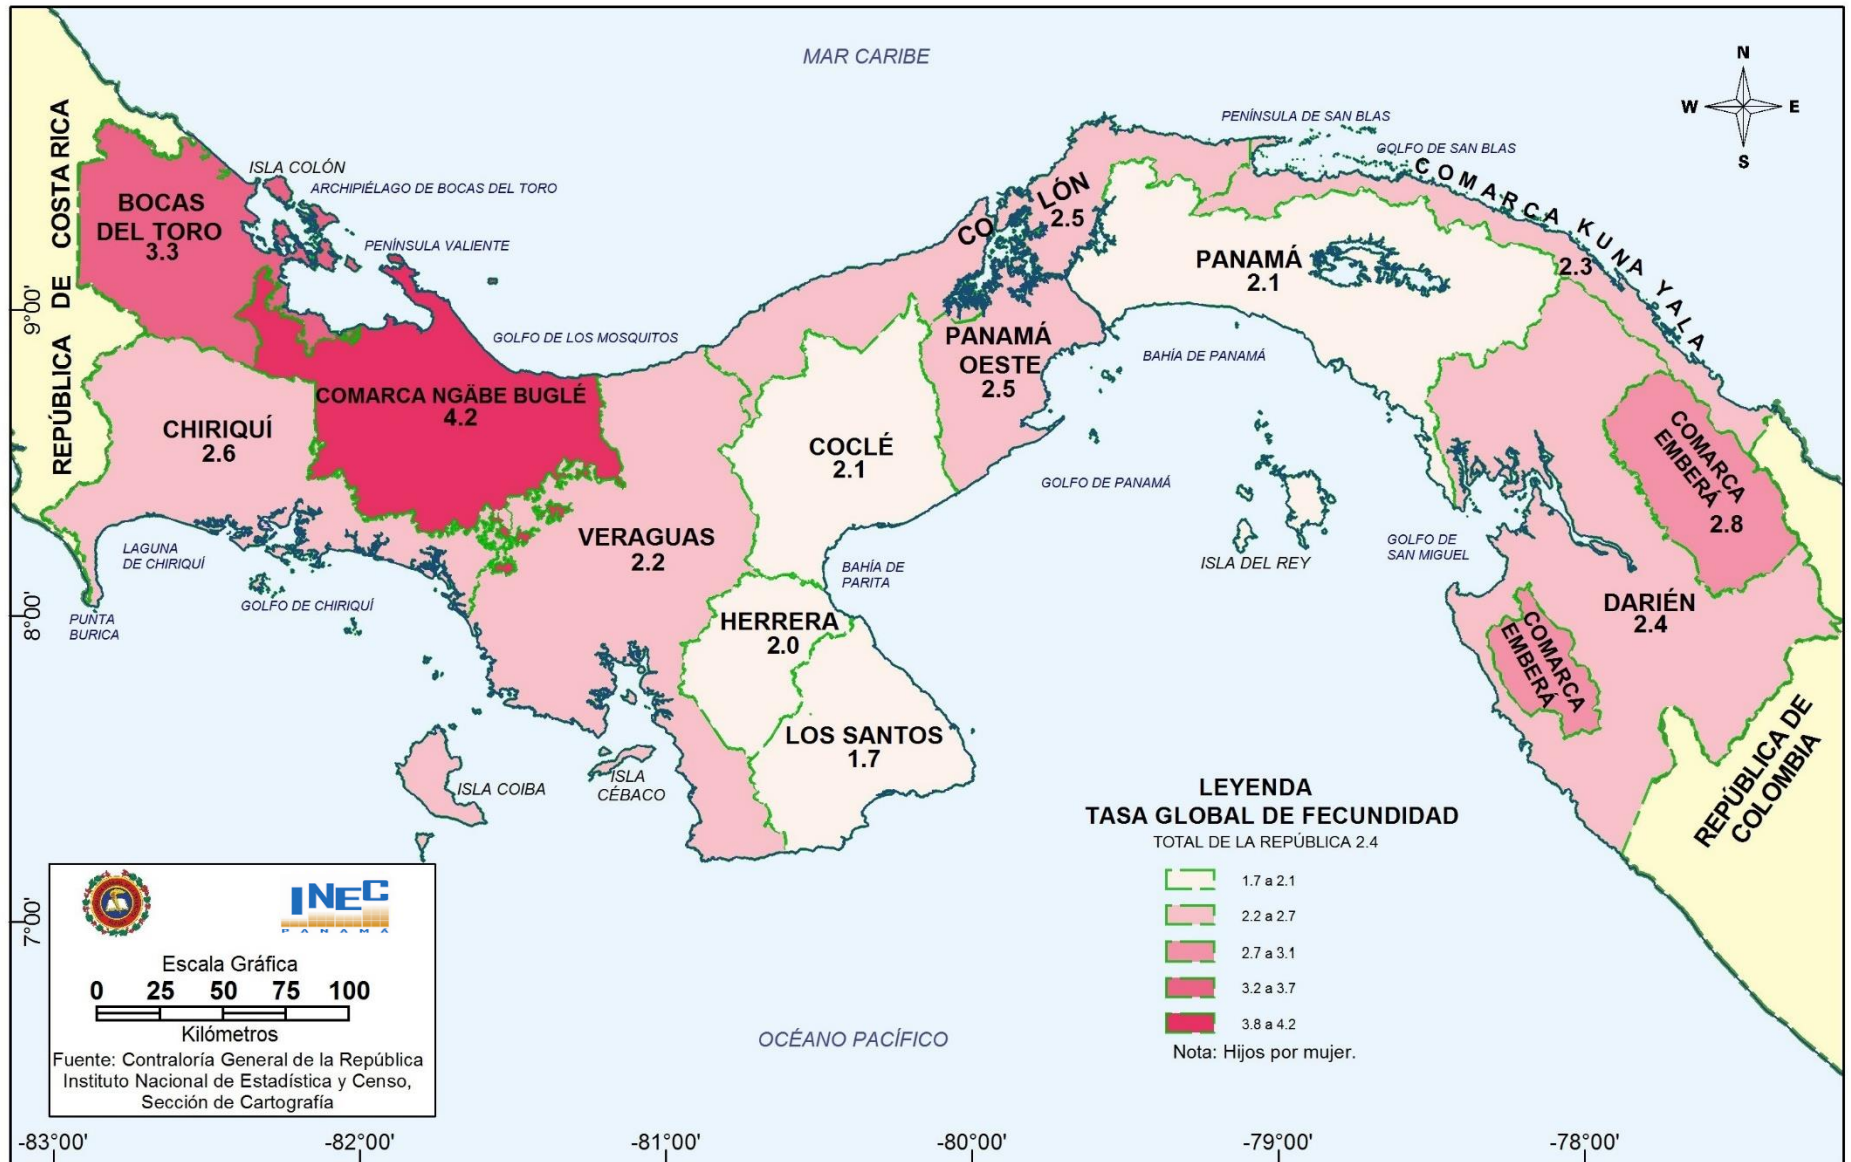 MAR CARIBE
N
W
E
S
PENÍNSULA DE SAN BLAS
GOLFO DE SAN BLAS
COMARCA KUNA YALA
2.3
REPÚBLICA DE COSTA RICA
ISLA COLÓN
ARCHIPIÉLAGO DE BOCAS DEL TORO
BOCAS
DEL TORO
3.3
PENÍNSULA VALIENTE
COLÓN
2.5
PANAMÁ
2.1
GOLFO DE LOS MOSQUITOS
PANAMÁ
OESTE
2.5
BAHÍA DE PANAMÁ
COMARCA NGÄBE BUGLÉ
4.2
CHIRIQUÍ
2.6
COCLÉ
2.1
COMARCA
EMBERÁ
2.8
GOLFO DE PANAMÁ
VERAGUAS
2.2
LAGUNA
DE CHIRIQUÍ
GOLFO DE
SAN MIGUEL
ISLA DEL REY
BAHÍA DE
PARITA
GOLFO DE CHIRIQUÍ
PUNTA
BURICA
HERRERA
2.0
DARIÉN
2.4
COMARCA
EMBERÁ
LOS SANTOS
1.7
ISLA COIBA
ISLA
CÉBACO
REPÚBLICA DE
COLOMBIA
LEYENDA
TASA GLOBAL DE FECUNDIDAD
TOTAL DE LA REPÚBLICA 2.4
1.7 a 2.1
2.2 a 2.7
2.7 a 3.1
3.2 a 3.7
3.8 a 4.2
Nota: Hijos por mujer.
OCÉANO PACÍFICO
INEC
PANAMÁ
Escala Gráfica
0 25 50 75 100
Kilómetros
Fuente: Contraloría General de la República
Instituto Nacional de Estadística y Censo,
Sección de Cartografía
9°00'
8°00'
7°00'
-83°00' -82°00' -81°00' -80°00' -79°00' -78°00'